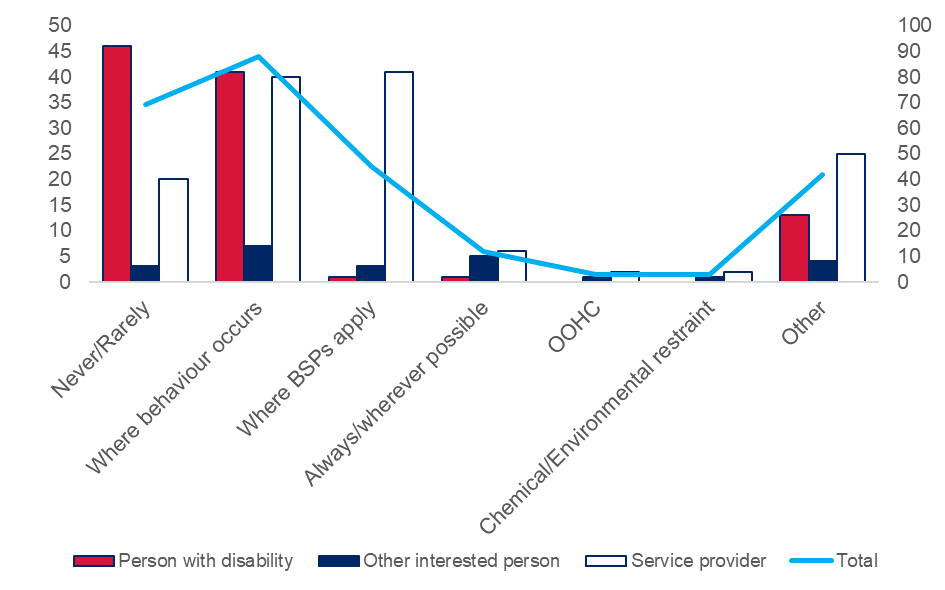 50
45
40
35
30
25
20
15
10
5
0
100
90
80
70
60
50
40
30
20
10
0
Never/Rarely
Where behaviour occurs
Where BSPs apply
Always/wherever possible
OOHC
Chemical/Environmental restraint
Other
Person with disability Other interested person Service provider Total